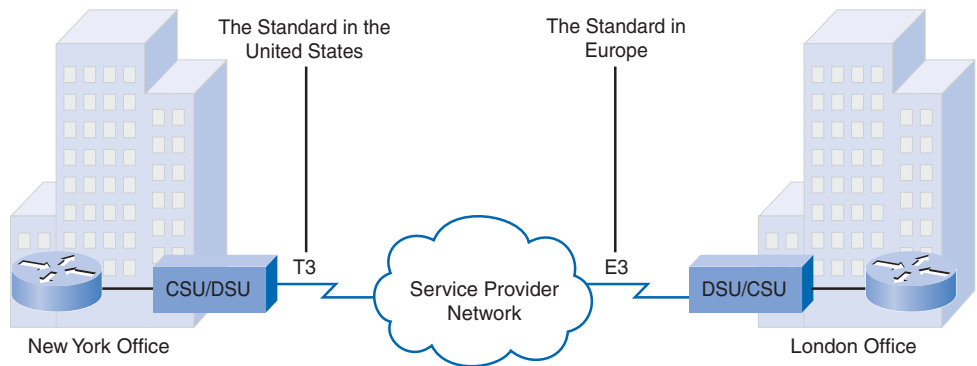 The Standard in the
United States
The Standard in
Europe
T3
E3
CSU/DSU
Service Provider
Network
DSU/CSU
New York Office
London Office